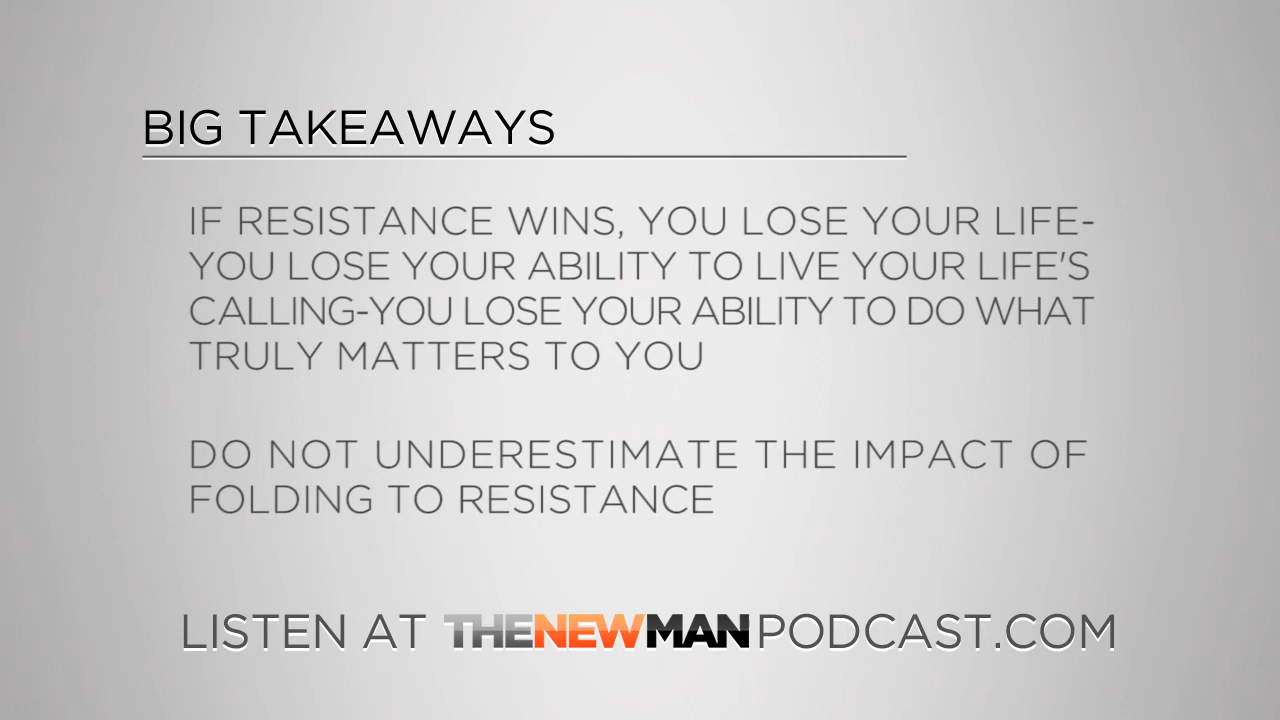 BIG TAKEAWAYS
IF RESISTANCE WINS, YOU LOSE YOUR LIFE-
YOU LOSE YOUR ABILITY TO LIVE YOUR LIFE'S
CALLING-YOU LOSE YOUR ABILITY TO DO WHAT
TRULY MATTERS TO YOU
DO NOT UNDERESTIMATE THE IMPACT OF
FOLDING TO RESISTANCE
LISTEN AT THENEWMANPODCAST.COM